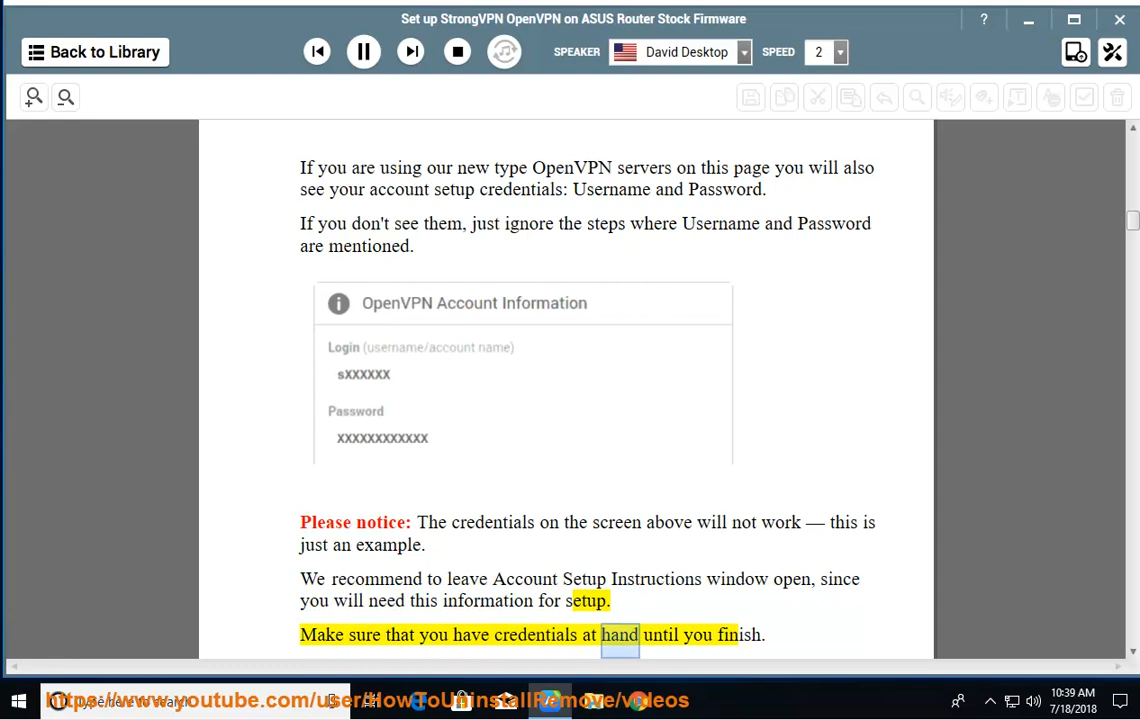 Set up StrongVPN OpenVPN on ASUS Router Stock Firmware
Back to Library
SPEAKER
David Desktop
SPEED
2
If you are using our new type OpenVPN servers on this page you will also
see your account setup credentials: Username and Password.
If you don't see them, just ignore the steps where Username and Password
are mentioned.
OpenVPN Account Information
Login (username/account name)
sXXXXXX
Password
XXXXXXXXXXXX
Please notice: The credentials on the screen above will not work — this is
just an example.
We recommend to leave Account Setup Instructions window open, since
you will need this information for setup.
Make sure that you have credentials at hand until you finish.
https://www.youtube.com/user/HowToUninstallRemove/videos
Type here to search
10:39 AM
7/18/2018